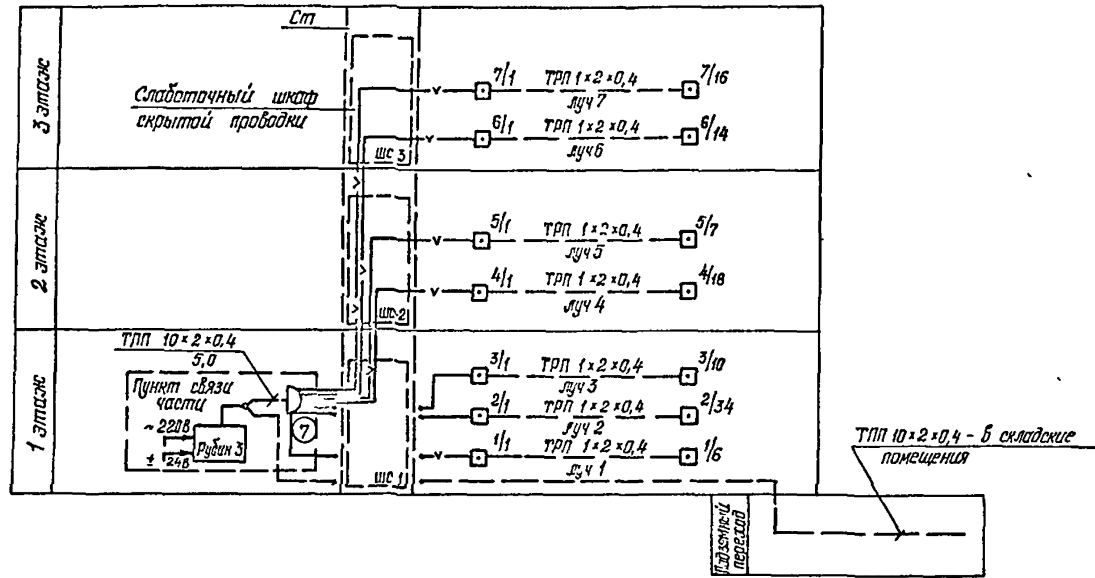 Ст
3 этаж
Слаботочный шкаф
скрытой проводки
7/1
ТРП 1×2×0,4
луч 7
7/16
6/1
ТРП 1×2×0,4
луч 6
6/14
шс 3
2 этаж
5/1
ТРП 1×2×0,4
луч 5
5/7
4/1
ТРП 1×2×0,4
луч 4
4/18
шс 2
1 этаж
ТПП 10×2×0,4
5,0
Пункт связи
части
~220В
Рубин 3
± 24В
7
3/1
ТРП 1×2×0,4
луч 3
3/10
2/1
ТРП 1×2×0,4
луч 2
2/34
1/1
ТРП 1×2×0,4
луч 1
1/6
шс 1
ТПП 10×2×0,4 - в складские
помещения
Подземный
переход